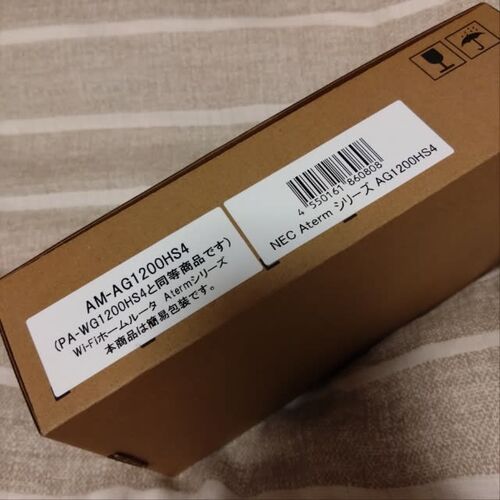 AM-AG1200HS4
(PA-WG1200HS4と同等商品です)
Wi-Fiホームルータ Atermシリーズ
本商品は簡易包装です。
4 550161 860808
NEC Aterm シリーズ AG1200HS4